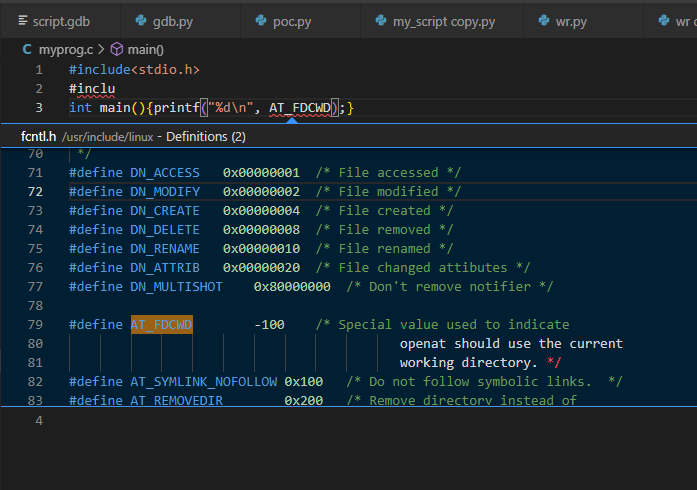 script.gdb gdb.py poc.py my_script copy.py wr.py wr
C myprog.c > main()
1 #include<stdio.h>
2 #inclu
3 int main(){printf("%d\n", AT_FDCWD);}
fcntl.h /usr/include/linux - Definitions (2)
70 */
71 #define DN_ACCESS 0x00000001 /* File accessed */
72 #define DN_MODIFY 0x00000002 /* File modified */
73 #define DN_CREATE 0x00000004 /* File created */
74 #define DN_DELETE 0x00000008 /* File removed */
75 #define DN_RENAME 0x00000010 /* File renamed */
76 #define DN_ATTRIB 0x00000020 /* File changed attibutes */
77 #define DN_MULTISHOT 0x80000000 /* Don't remove notifier */
78
79 #define AT_FDCWD -100 /* Special value used to indicate
80 openat should use the current
81 working directory. */
82 #define AT_SYMLINK_NOFOLLOW 0x100 /* Do not follow symbolic links. */
83 #define AT_REMOVEDIR 0x200 /* Remove directory instead of
4